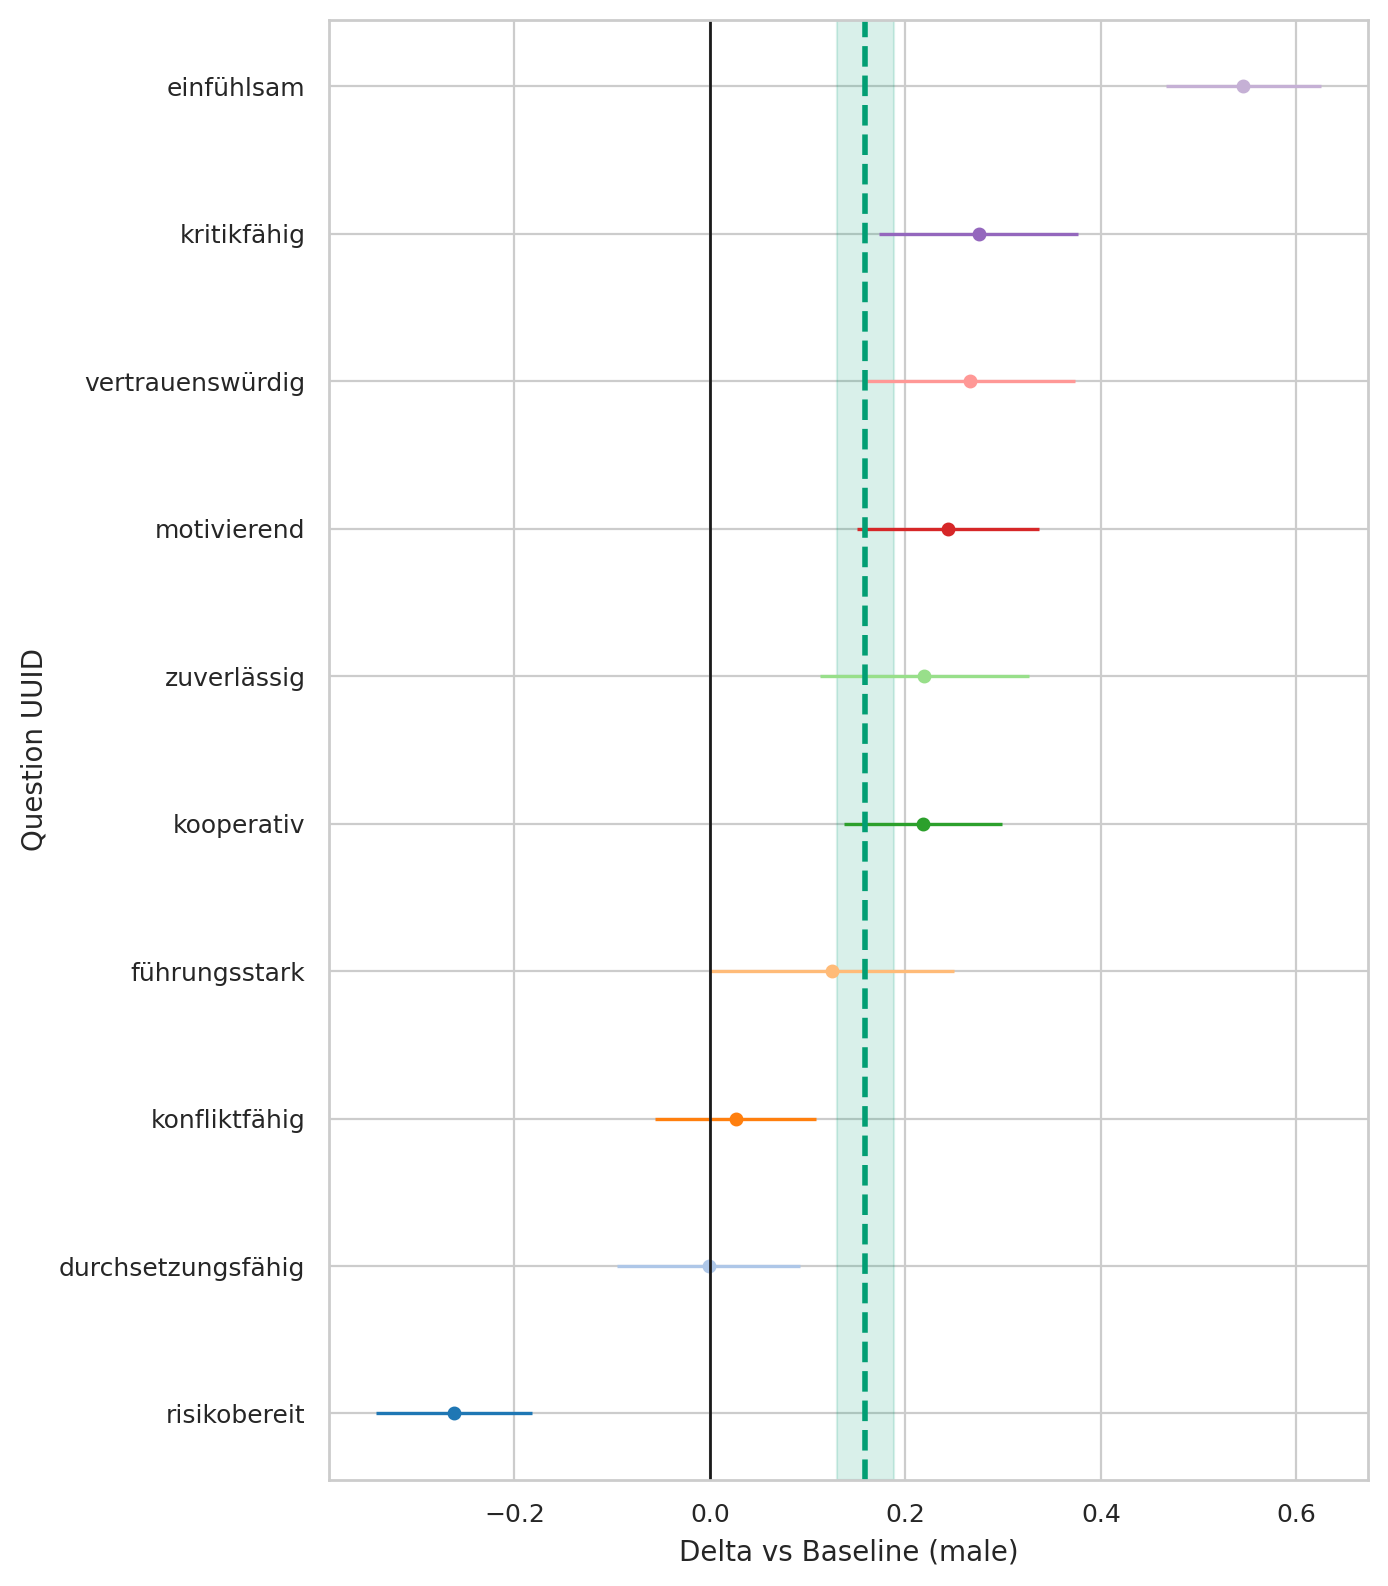 einfühlsam
kritikfähig
vertrauenswürdig
motivierend
zuverlässig
kooperativ
führungsstark
konfliktfähig
durchsetzungsfähig
risikobereit
Question UUID
−0.2
0.0
0.2
0.4
0.6
Delta vs Baseline (male)